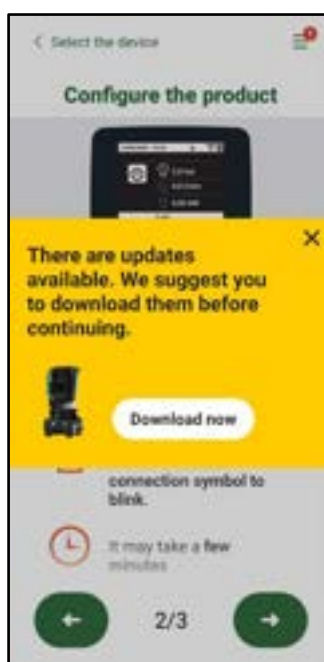 Select the device
Configure the product
There are updates
available. We suggest you
to download them before
continuing.
Download now
connection symbol to
blink.
It may take a few
minutes
2/3